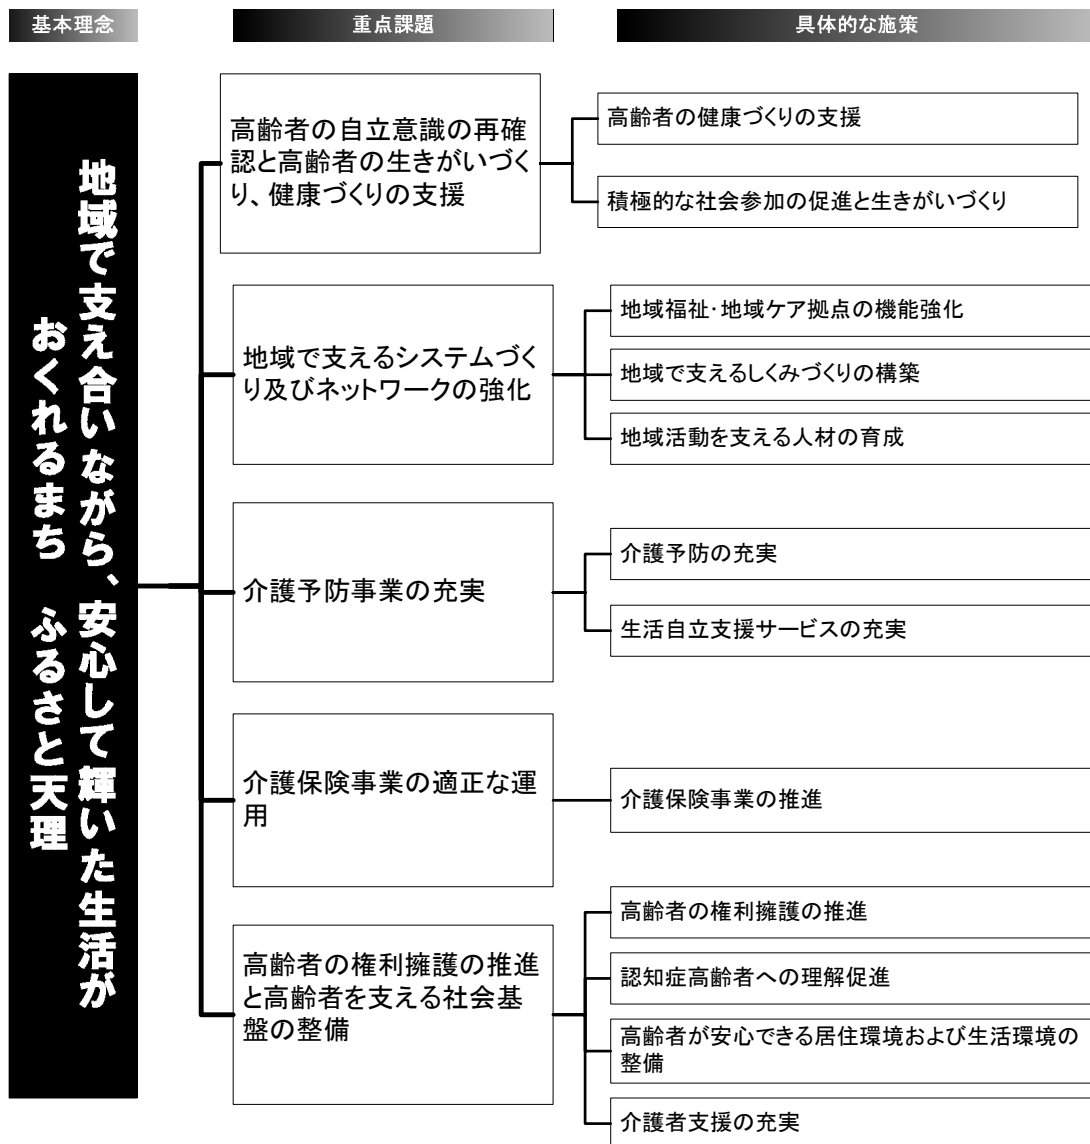 基本理念
重点課題
具体的な施策
地域で支え合いながら、安心して輝いた生活が
おくれるまち　ふるさと天理
高齢者の自立意識の再確
認と高齢者の生きがいづく
り、健康づくりの支援
高齢者の健康づくりの支援
積極的な社会参加の促進と生きがいづくり
地域で支えるシステムづく
り及びネットワークの強化
地域福祉・地域ケア拠点の機能強化
地域で支えるしくみづくりの構築
地域活動を支える人材の育成
介護予防事業の充実
介護予防の充実
生活自立支援サービスの充実
介護保険事業の適正な運
用
介護保険事業の推進
高齢者の権利擁護の推進
と高齢者を支える社会基
盤の整備
高齢者の権利擁護の推進
認知症高齢者への理解促進
高齢者が安心できる居住環境および生活環境の
整備
介護者支援の充実